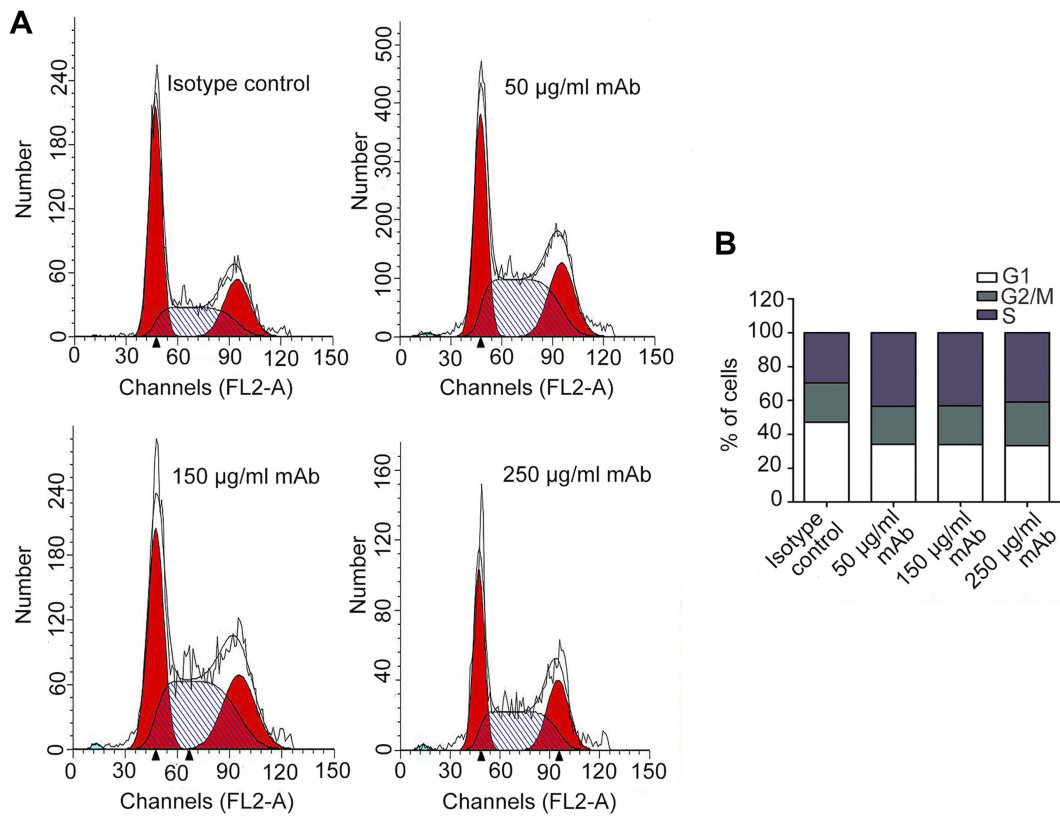 A
Isotype control
Number
240
180
120
60
0
0 30 60 90 120 150
Channels (FL2-A)
50 µg/ml mAb
Number
500
400
300
200
100
0
0 30 60 90 120 150
Channels (FL2-A)
150 µg/ml mAb
Number
240
180
120
60
0
0 30 60 90 120 150
Channels (FL2-A)
250 µg/ml mAb
Number
160
120
80
40
0
0 30 60 90 120 150
Channels (FL2-A)
B
G1
G2/M
S
% of cells
120
100
80
60
40
20
0
Isotype
control
50 µg/ml
mAb
150 µg/ml
mAb
250 µg/ml
mAb